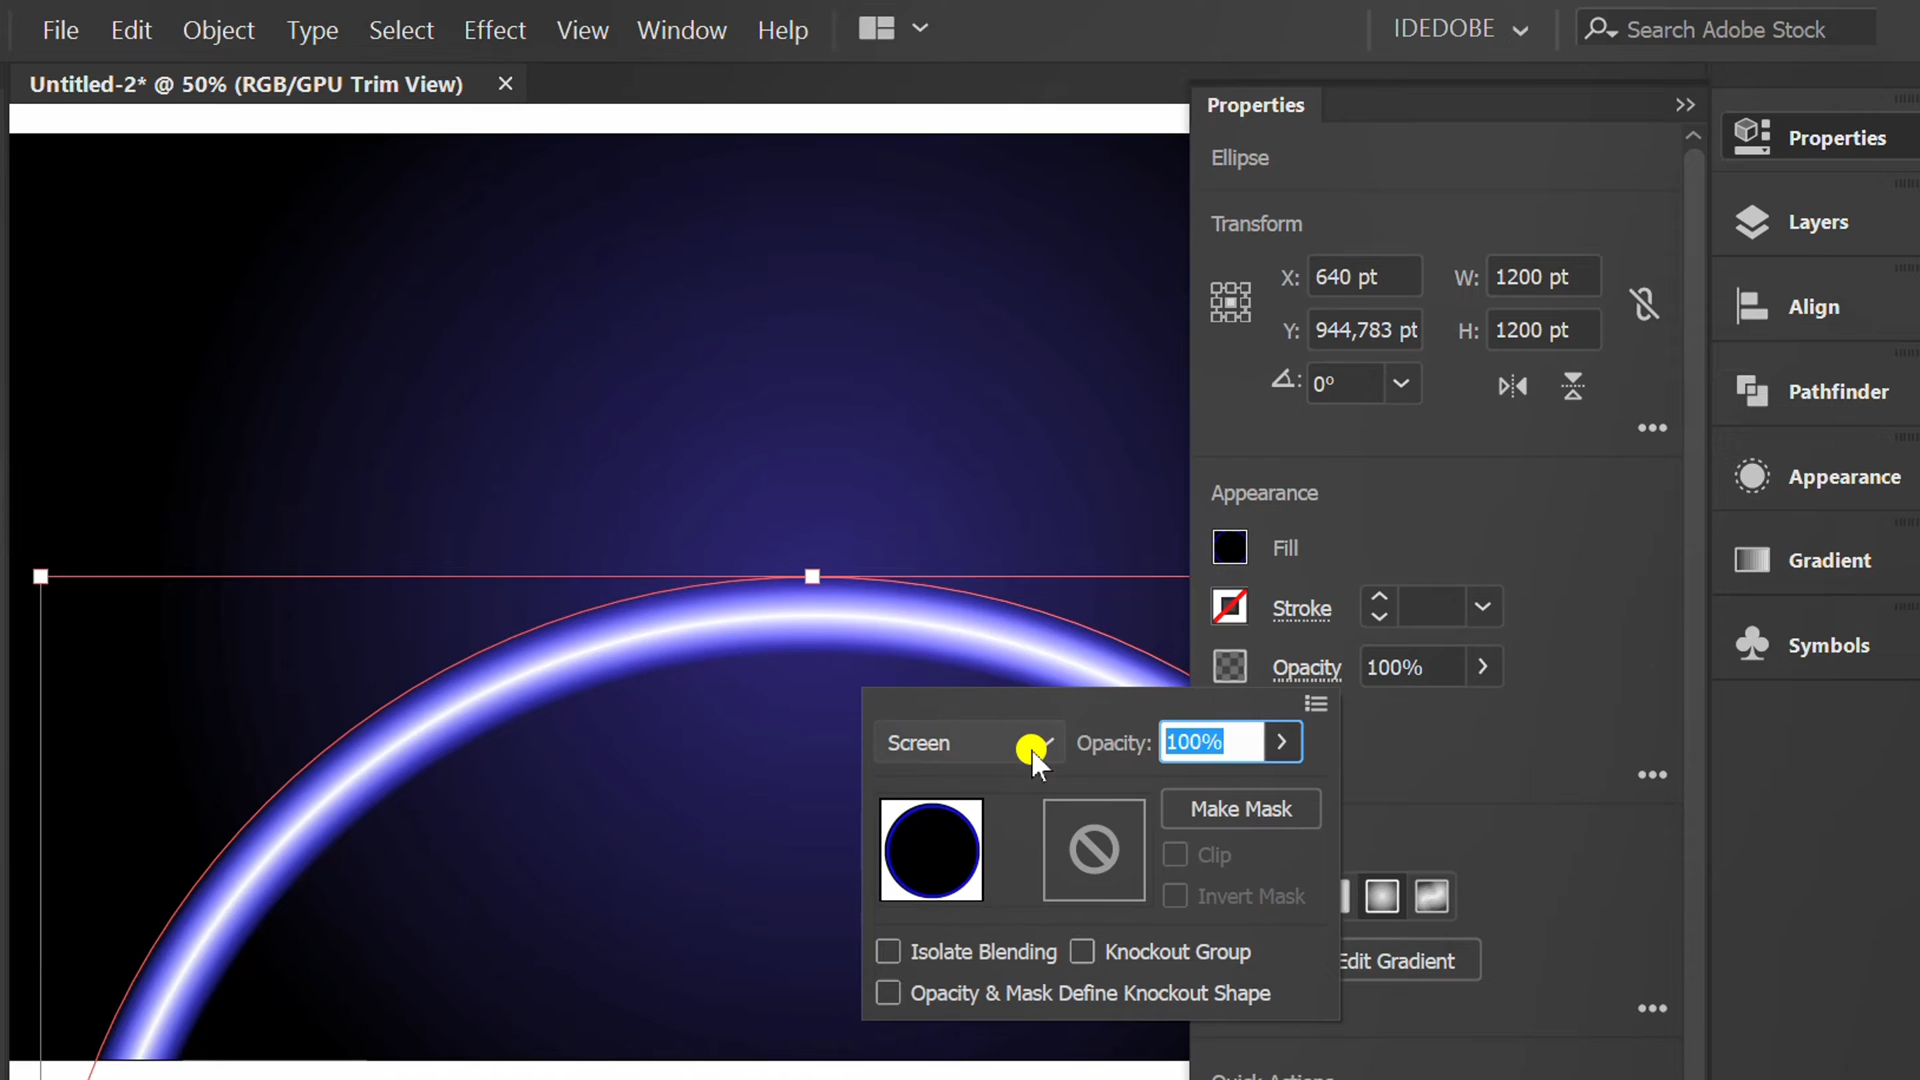 File Edit Object Type Select Effect View Window Help IDEDOBE Search Adobe Stock
Untitled-2* @ 50% (RGB/GPU Trim View) ×
Properties
Ellipse
Transform
X: 640 pt W: 1200 pt
Y: 944,783 pt H: 1200 pt
0°
Appearance
Fill
Stroke
Opacity 100%
Screen Opacity: 100%
Make Mask
Clip
Invert Mask
Isolate Blending Knockout Group
Opacity & Mask Define Knockout Shape
Edit Gradient
Quick Actions
Properties
Layers
Align
Pathfinder
Appearance
Gradient
Symbols